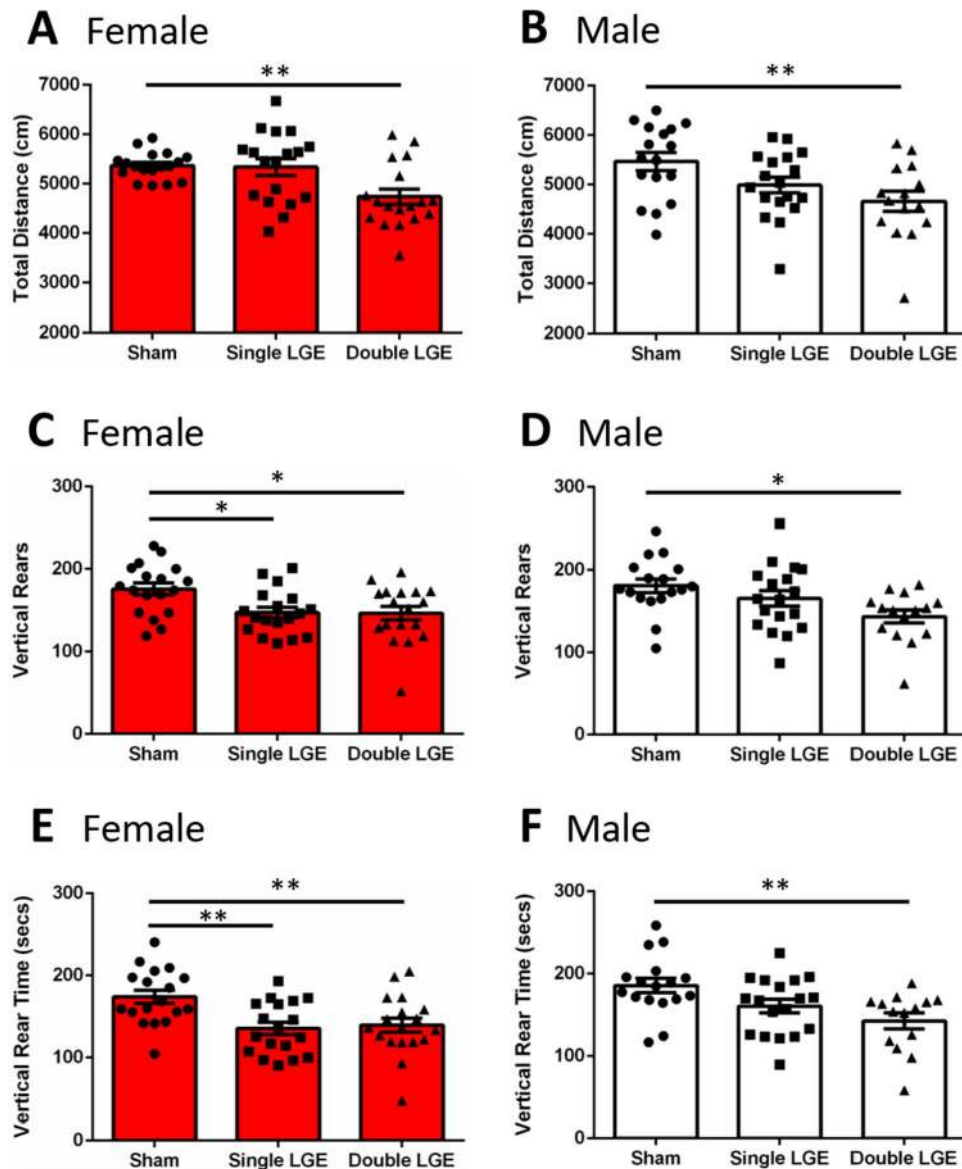 A Female
**
Total Distance (cm)
7000
6000
5000
4000
3000
2000
Sham Single LGE Double LGE
B Male
**
Total Distance (cm)
7000
6000
5000
4000
3000
2000
Sham Single LGE Double LGE
C Female
*
*
Vertical Rears
300
200
100
0
Sham Single LGE Double LGE
D Male
*
Vertical Rears
300
200
100
0
Sham Single LGE Double LGE
E Female
**
**
Vertical Rear Time (secs)
300
200
100
0
Sham Single LGE Double LGE
F Male
**
Vertical Rear Time (secs)
300
200
100
0
Sham Single LGE Double LGE